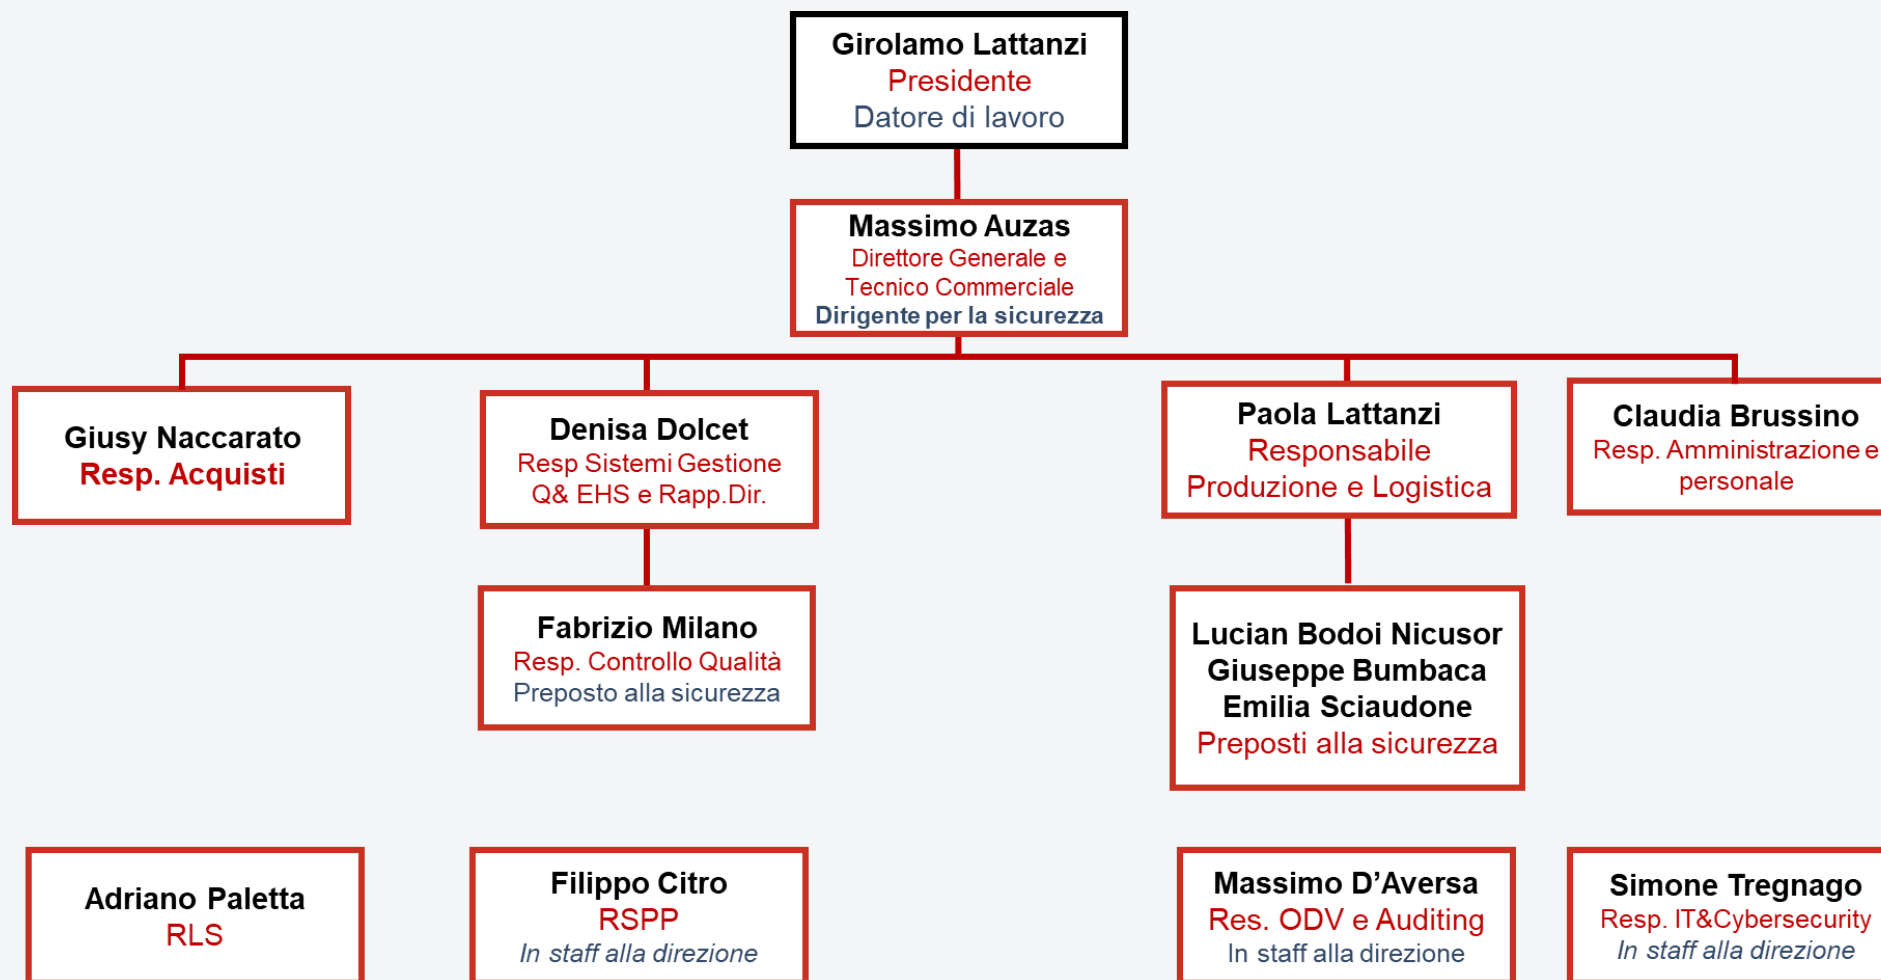 Girolamo Lattanzi
Presidente
Datore di lavoro
Massimo Auzas
Direttore Generale e
Tecnico Commerciale
Dirigente per la sicurezza
Giusy Naccarato
Resp. Acquisti
Denisa Dolcet
Resp Sistemi Gestione
Q& EHS e Rapp.Dir.
Paola Lattanzi
Responsabile
Produzione e Logistica
Claudia Brussino
Resp. Amministrazione e
personale
Fabrizio Milano
Resp. Controllo Qualità
Preposto alla sicurezza
Lucian Bodoi Nicusor
Giuseppe Bumbaca
Emilia Sciaudone
Preposti alla sicurezza
Adriano Paletta
RLS
Filippo Citro
RSPP
In staff alla direzione
Massimo D’Aversa
Res. ODV e Auditing
In staff alla direzione
Simone Tregnago
Resp. IT&Cybersecurity
In staff alla direzione